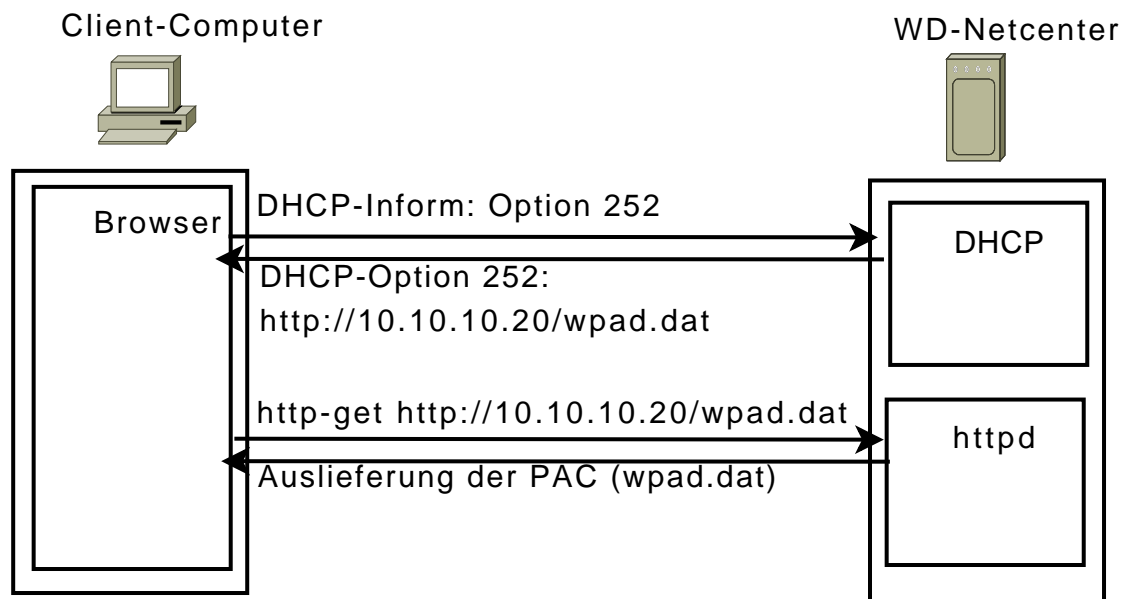 Client-Computer
WD-Netcenter
Browser
DHCP-Inform: Option 252
DHCP
DHCP-Option 252:
http://10.10.10.20/wpad.dat
http-get http://10.10.10.20/wpad.dat
httpd
Auslieferung der PAC (wpad.dat)